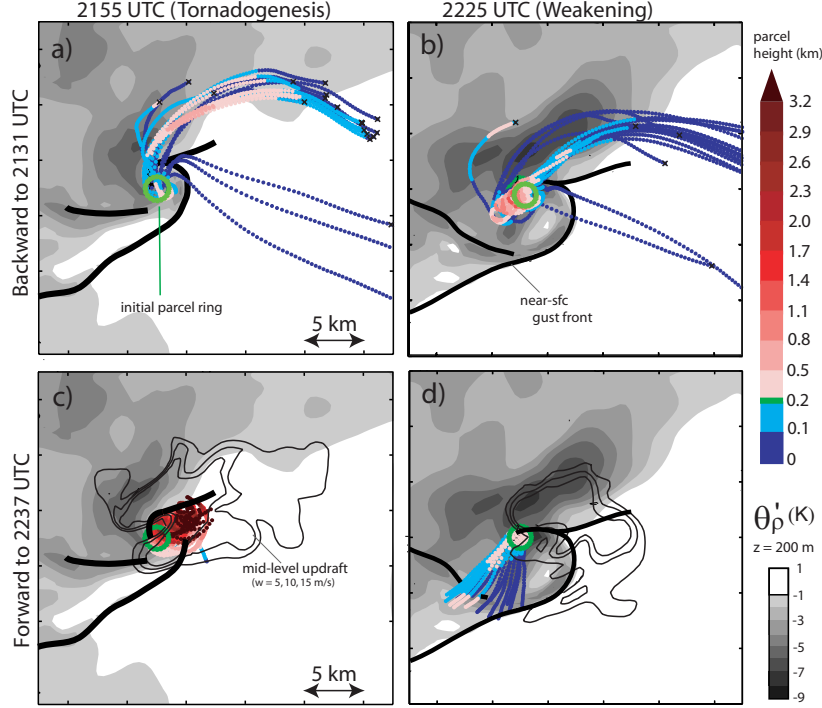 2155 UTC (Tornadogenesis)
2225 UTC (Weakening)
parcel
height (km)
Backward to 2131 UTC
a)
b)
initial parcel ring
5 km
near-sfc
gust front
3.2
2.9
2.6
2.3
1.7
1.4
1.1
0.8
0.5
0.2
0.1
0
Forward to 2237 UTC
c)
d)
mid-level updraft
(w = 5, 10, 15 m/s)
5 km
θρ' (K)
z = 200 m
1
-1
-3
-5
-7
-9